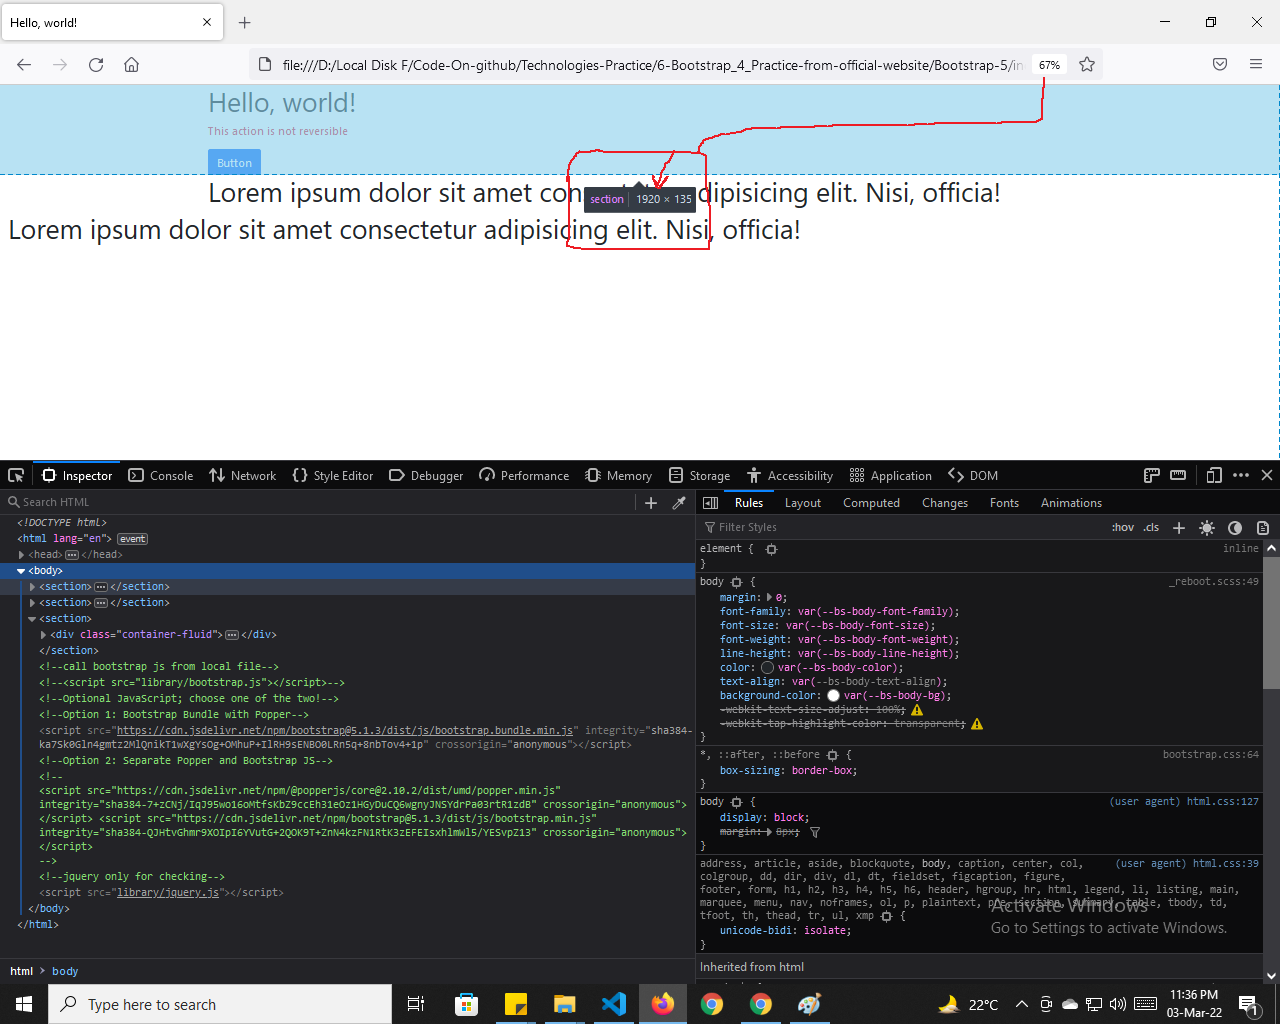 Hello, world!
file:///D:/Local Disk F/Code-On-github/Technologies-Practice/6-Bootstrap_4_Practice-from-official-website/Bootstrap-5/in
67%
Hello, world!
This action is not reversible
Button
Lorem ipsum dolor sit amet con dipisicing elit. Nisi, officia!
section 1920 × 135
Lorem ipsum dolor sit amet consectetur adipisicing elit. Nisi, officia!
Inspector Console Network Style Editor Debugger Performance Memory Storage Accessibility Application DOM
Search HTML
<!DOCTYPE html>
<html lang="en"> event
<head> </head>
<body>
<section> </section>
<section> </section>
<section>
<div class="container-fluid"> </div>
</section>
<!--call bootstrap js from local file-->
<!--<script src="library/bootstrap.js"></script>-->
<!--Optional JavaScript; choose one of the two!-->
<!--Option 1: Bootstrap Bundle with Popper-->
<script src="https://cdn.jsdelivr.net/npm/bootstrap@5.1.3/dist/js/bootstrap.bundle.min.js" integrity="sha384-
ka7Sk0Gln4gmtz2MlQnikT1wXgYsOg+OMhuP+IlRH9sENBO0LRn5q+8nbTov4+1p" crossorigin="anonymous"></script>
<!--Option 2: Separate Popper and Bootstrap JS-->
<!--
<script src="https://cdn.jsdelivr.net/npm/@popperjs/core@2.10.2/dist/umd/popper.min.js"
integrity="sha384-7+zCNj/IqJ95wo16oMtfsKbZ9ccEh31eOz1HGyDuCQ6wgnyJNSYdrPa03rtR1zdB" crossorigin="anonymous">
</script> <script src="https://cdn.jsdelivr.net/npm/bootstrap@5.1.3/dist/js/bootstrap.min.js"
integrity="sha384-QJHtvGhmr9XOIpI6YVutG+2QOK9T+ZnN4kzFN1RtK3zEFEIsxhlmWl5/YESvpZ13" crossorigin="anonymous">
</script>
-->
<!--jquery only for checking-->
<script src="library/jquery.js"></script>
</body>
</html>
html > body
Rules Layout Computed Changes Fonts Animations
Filter Styles :hov .cls
element { inline
}
body { _reboot.scss:49
margin: 0;
font-family: var(--bs-body-font-family);
font-size: var(--bs-body-font-size);
font-weight: var(--bs-body-font-weight);
line-height: var(--bs-body-line-height);
color: var(--bs-body-color);
text-align: var(--bs-body-text-align);
background-color: var(--bs-body-bg);
-webkit-text-size-adjust: 100%;
-webkit-tap-highlight-color: transparent;
}
*, ::after, ::before { bootstrap.css:64
box-sizing: border-box;
}
body { (user agent) html.css:127
display: block;
margin: 8px;
}
address, article, aside, blockquote, body, caption, center, col, (user agent) html.css:39
colgroup, dd, dir, div, dl, dt, fieldset, figcaption, figure,
footer, form, h1, h2, h3, h4, h5, h6, header, hgroup, hr, html, legend, li, listing, main,
marquee, menu, nav, noframes, ol, p, plaintext, pre, section, summary, table, tbody, td,
tfoot, th, thead, tr, ul, xmp {
unicode-bidi: isolate;
}
Inherited from html
Activate Windows
Go to Settings to activate Windows.
Type here to search
22°C
11:36 PM
03-Mar-22
1